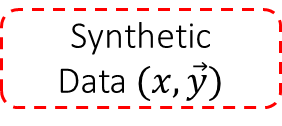 Synthetic
Data (𝑥, 𝑦⃗)